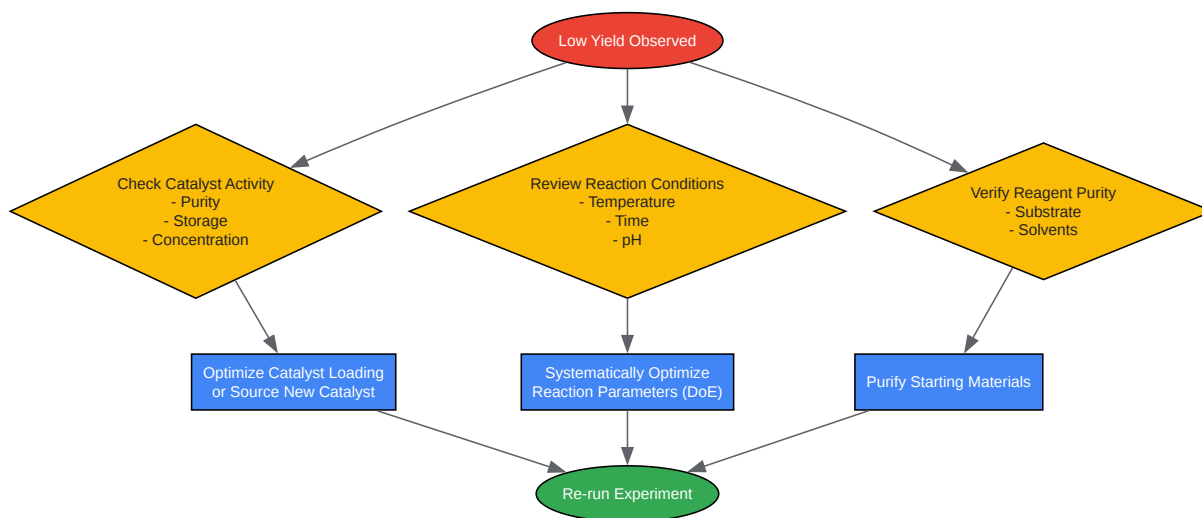 Low Yield Observed
Check Catalyst Activity
- Purity
- Storage
- Concentration
Review Reaction Conditions
- Temperature
- Time
- pH
Verify Reagent Purity
- Substrate
- Solvents
Optimize Catalyst Loading
or Source New Catalyst
Systematically Optimize
Reaction Parameters (DoE)
Purify Starting Materials
Re-run Experiment